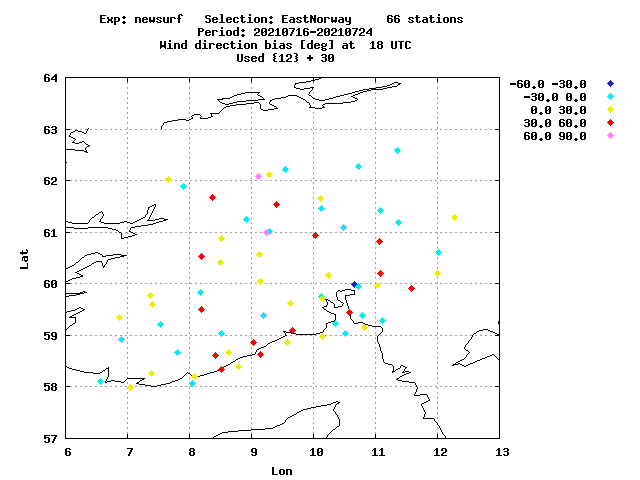 Exp: newsurf Selection: EastNorway 66 stations
Period: 20210716-20210724
Wind direction bias [deg] at 18 UTC
Used {12} + 30
-60.0 -30.0
-30.0 0.0
0.0 30.0
30.0 60.0
60.0 90.0
64
63
62
61
60
59
58
57
Lat
6 7 8 9 10 11 12 13
Lon